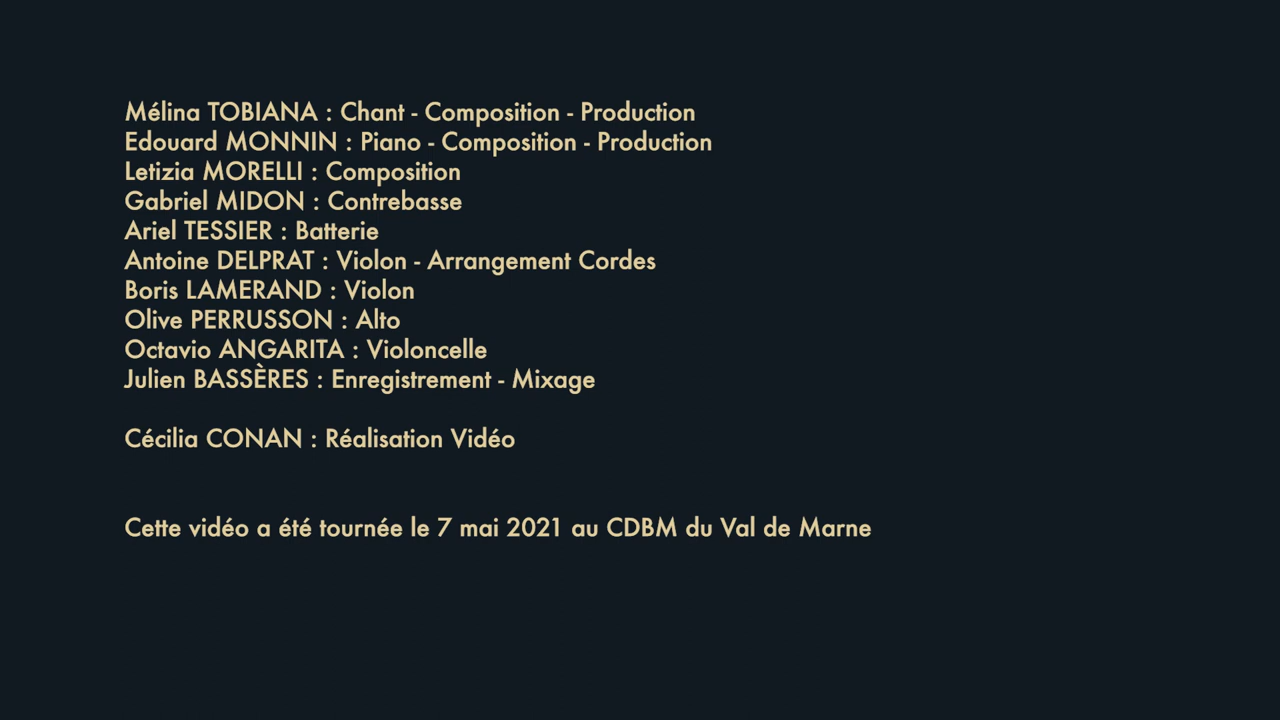 Mélina TOBIANA : Chant - Composition - Production
Edouard MONNIN : Piano - Composition - Production
Letizia MORELLI : Composition
Gabriel MIDON : Contrebasse
Ariel TESSIER : Batterie
Antoine DELPRAT : Violon - Arrangement Cordes
Boris LAMERAND : Violon
Olive PERRUSSON : Alto
Octavio ANGARITA : Violoncelle
Julien BASSÈRES : Enregistrement - Mixage
Cécilia CONAN : Réalisation Vidéo
Cette vidéo a été tournée le 7 mai 2021 au CDBM du Val de Marne